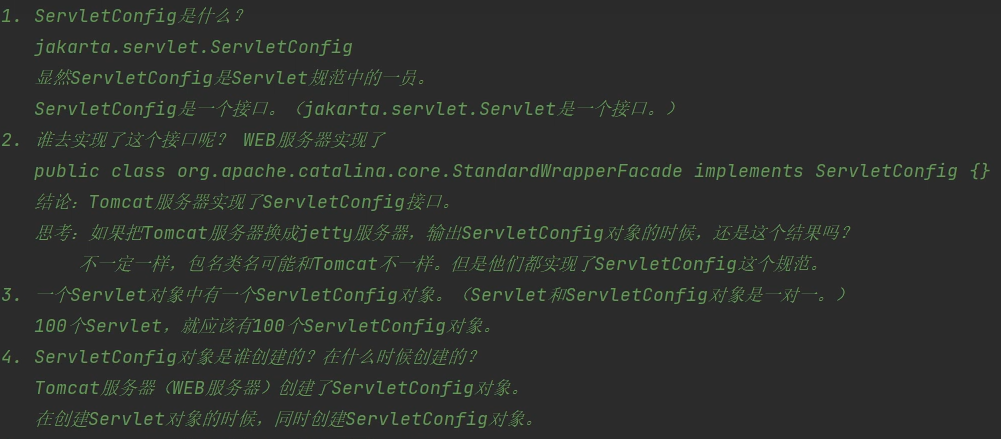 1. ServletConfig是什么？
jakarta.servlet.ServletConfig
显然ServletConfig是Servlet规范中的一员。
ServletConfig是一个接口。（jakarta.servlet.Servlet是一个接口。）
2. 谁去实现了这个接口呢？ WEB服务器实现了
public class org.apache.catalina.core.StandardWrapperFacade implements ServletConfig {}
结论：Tomcat服务器实现了ServletConfig接口。
思考：如果把Tomcat服务器换成jetty服务器，输出ServletConfig对象的时候，还是这个结果吗？
不一定一样，包名类名可能和Tomcat不一样。但是他们都实现了ServletConfig这个规范。
3. 一个Servlet对象中有一个ServletConfig对象。（Servlet和ServletConfig对象是一对一。）
100个Servlet，就应该有100个ServletConfig对象。
4. ServletConfig对象是谁创建的？在什么时候创建的？
Tomcat服务器（WEB服务器）创建了ServletConfig对象。
在创建Servlet对象的时候，同时创建ServletConfig对象。